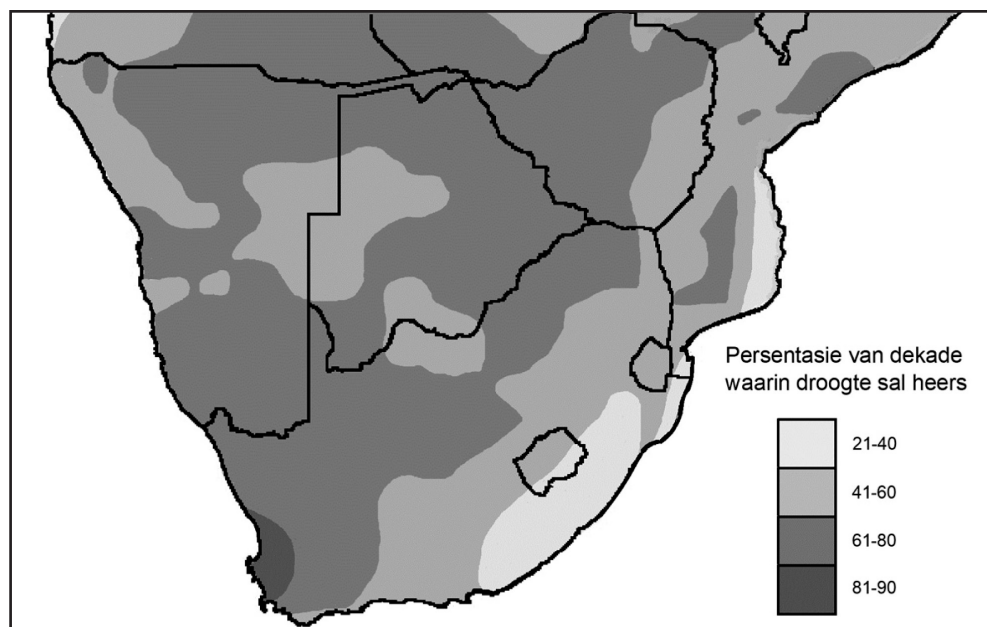 Persentasie van dekade
waarin droogte sal heers
21-40
41-60
61-80
81-90